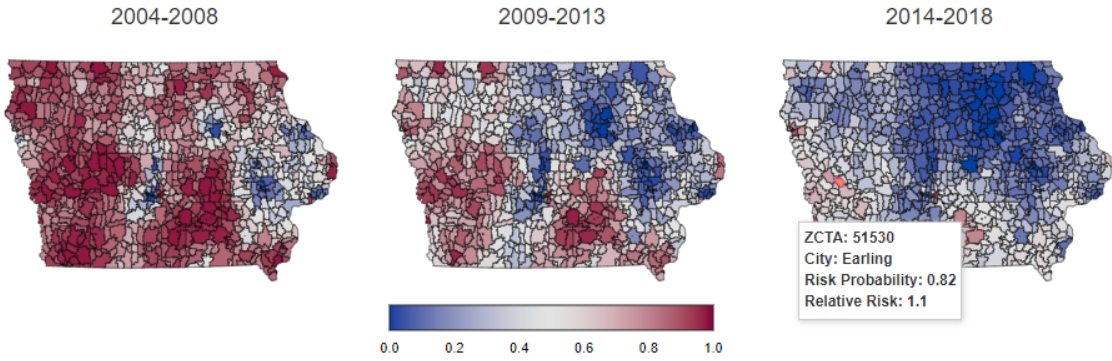 2004-2008
2009-2013
2014-2018
ZCTA: 51530
City: Earling
Risk Probability: 0.82
Relative Risk: 1.1
0.0 0.2 0.4 0.6 0.8 1.0